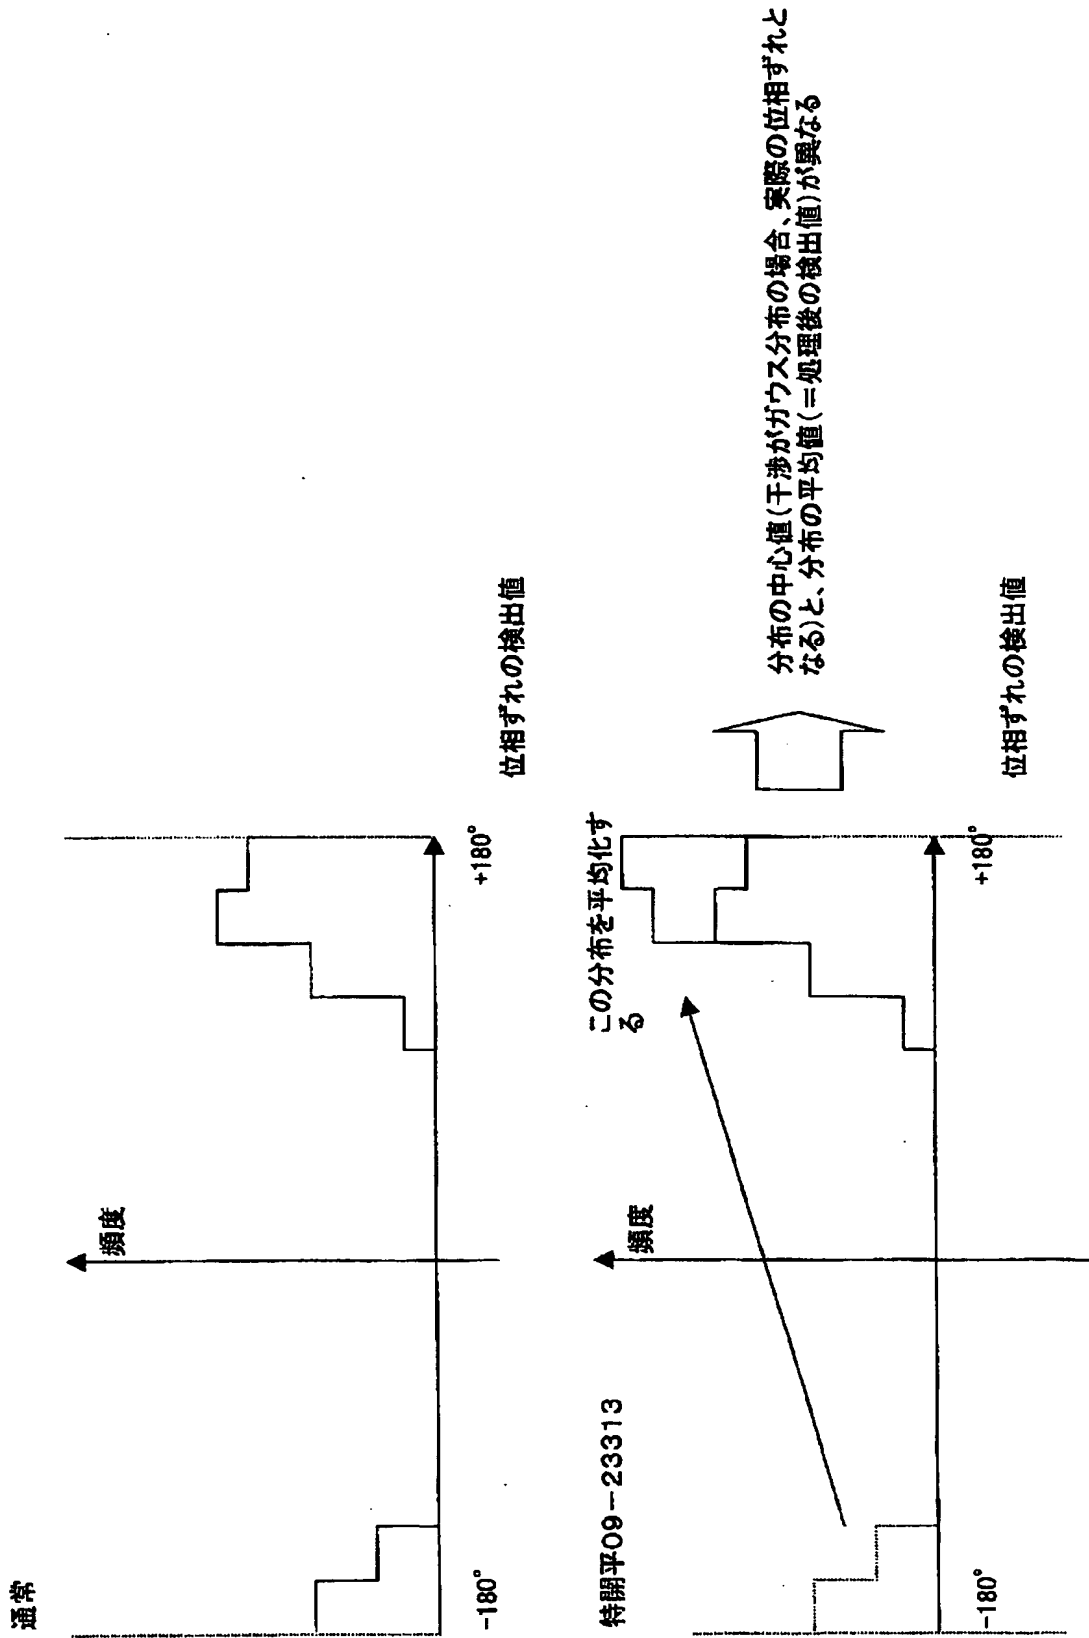 通常
頻度
-180°
+180°
位相ずれの検出値
特開平09-23313
頻度
この分布を平均化す
る
-180°
+180°
位相ずれの検出値
分布の中心値(干渉がガウス分布の場合、実際の位相ずれと
なる)と、分布の平均値(=処理後の検出値)が異なる